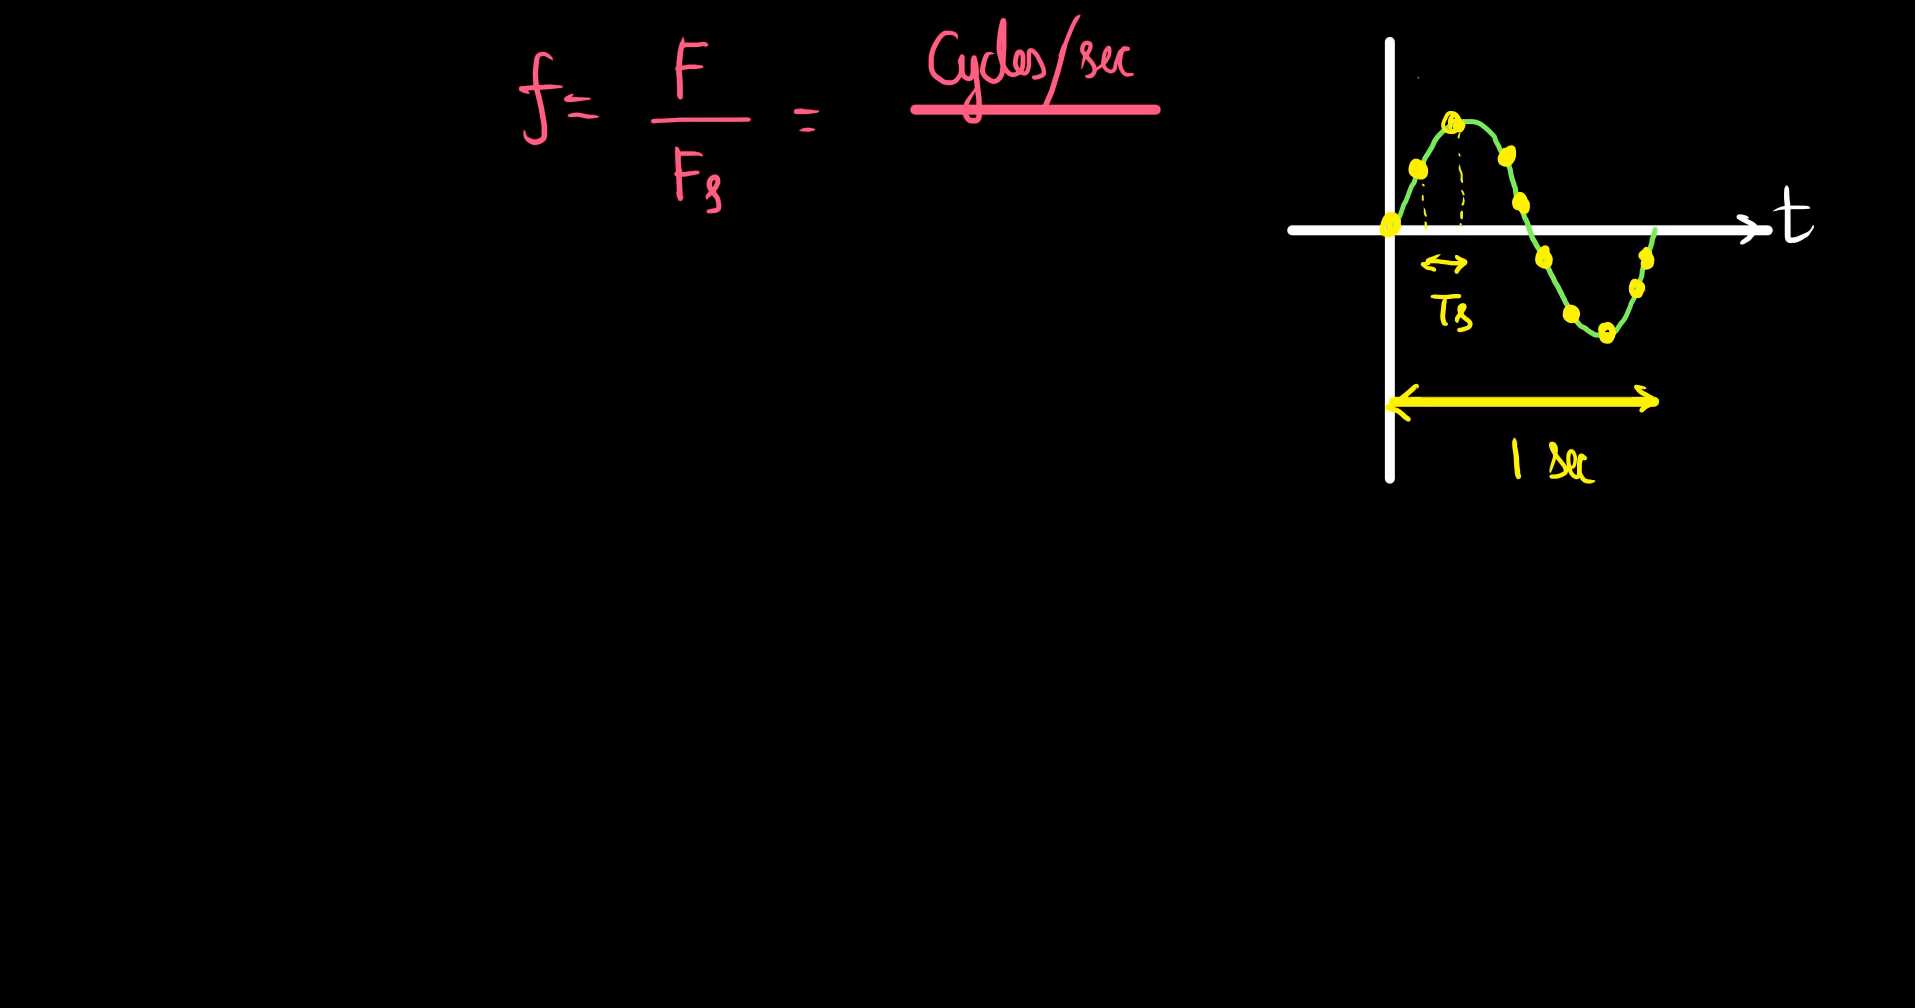 f = F / Fs = Cycles/sec
t
Ts
1 sec